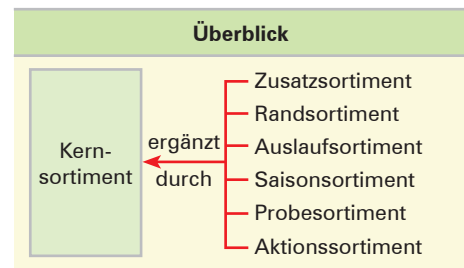 Überblick
Kern-
sortiment
ergänzt
durch
Zusatzsortiment
Randsortiment
Auslaufsortiment
Saisonsortiment
Probesortiment
Aktionssortiment